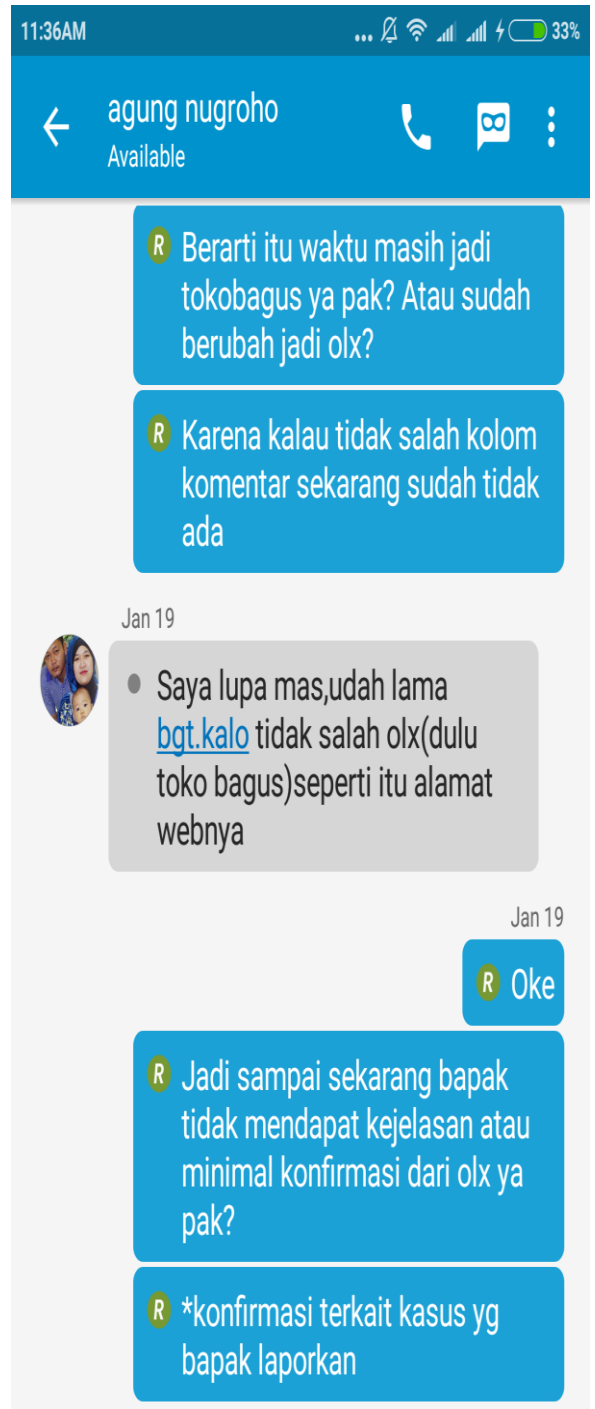 11:36AM
... 33%
agung nugroho
Available
R Berarti itu waktu masih jadi
tokobagus ya pak? Atau sudah
berubah jadi olx?
R Karena kalau tidak salah kolom
komentar sekarang sudah tidak
ada
Jan 19
Saya lupa mas,udah lama
bgt.kalo tidak salah olx(dulu
toko bagus)seperti itu alamat
webnya
Jan 19
R Oke
R Jadi sampai sekarang bapak
tidak mendapat kejelasan atau
minimal konfirmasi dari olx ya
pak?
R *konfirmasi terkait kasus yg
bapak laporkan